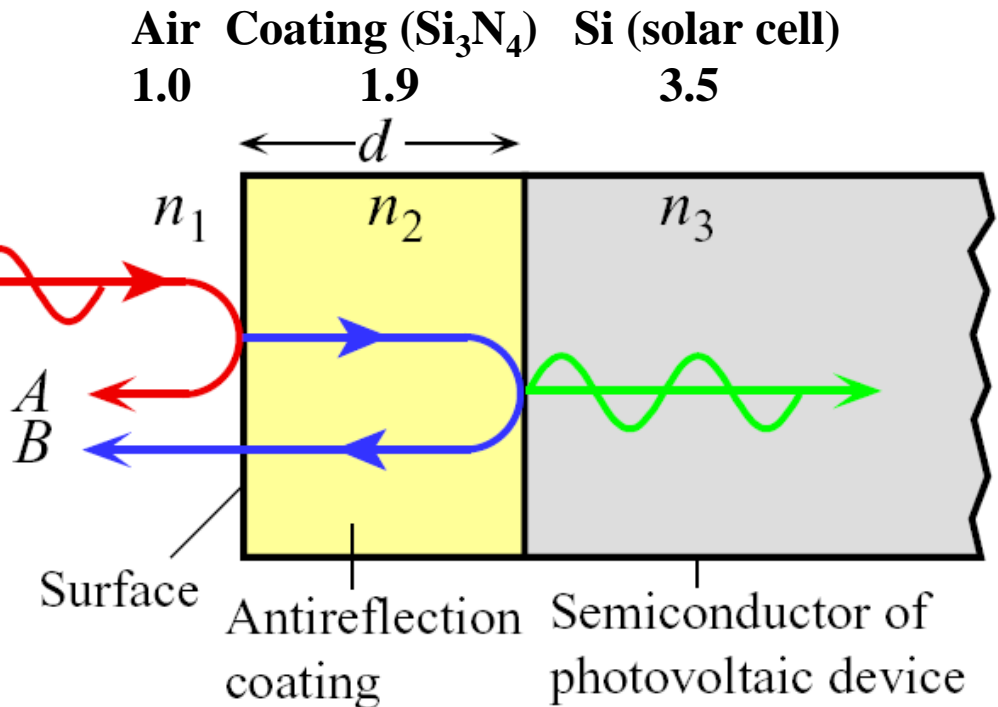 Air Coating (Si₃N₄) Si (solar cell)
1.0 1.9 3.5
d
n₁ n₂ n₃
A
B
Surface
Antireflection
coating
Semiconductor of
photovoltaic device